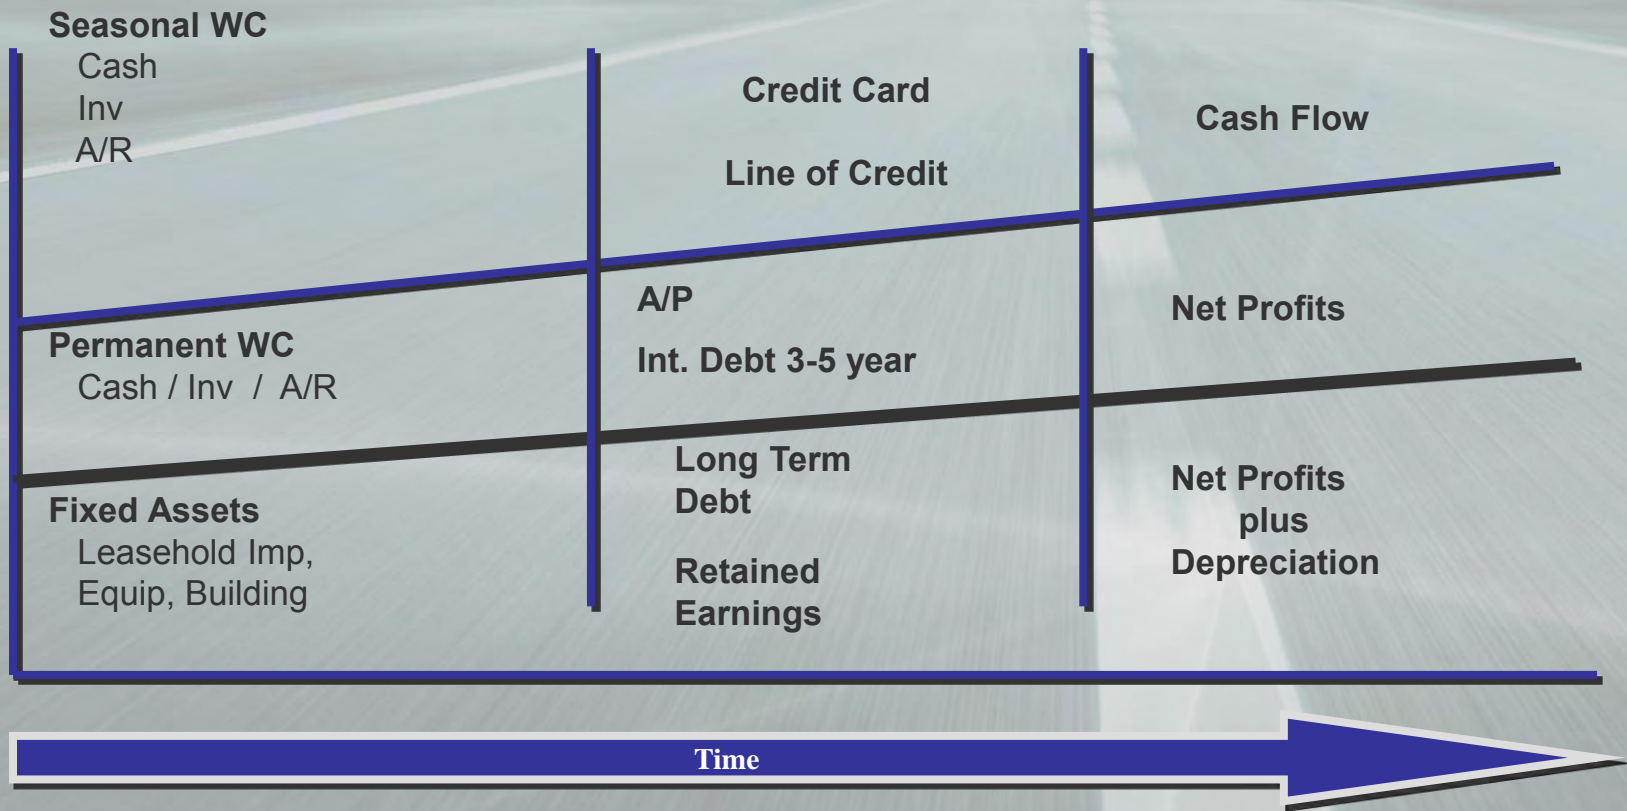 Seasonal WC
Cash
Inv
A/R
Permanent WC
Cash / Inv / A/R
Fixed Assets
Leasehold Imp,
Equip, Building
Credit Card
Line of Credit
A/P
Int. Debt 3-5 year
Long Term
Debt
Retained
Earnings
Cash Flow
Net Profits
Net Profits
plus
Depreciation
Time